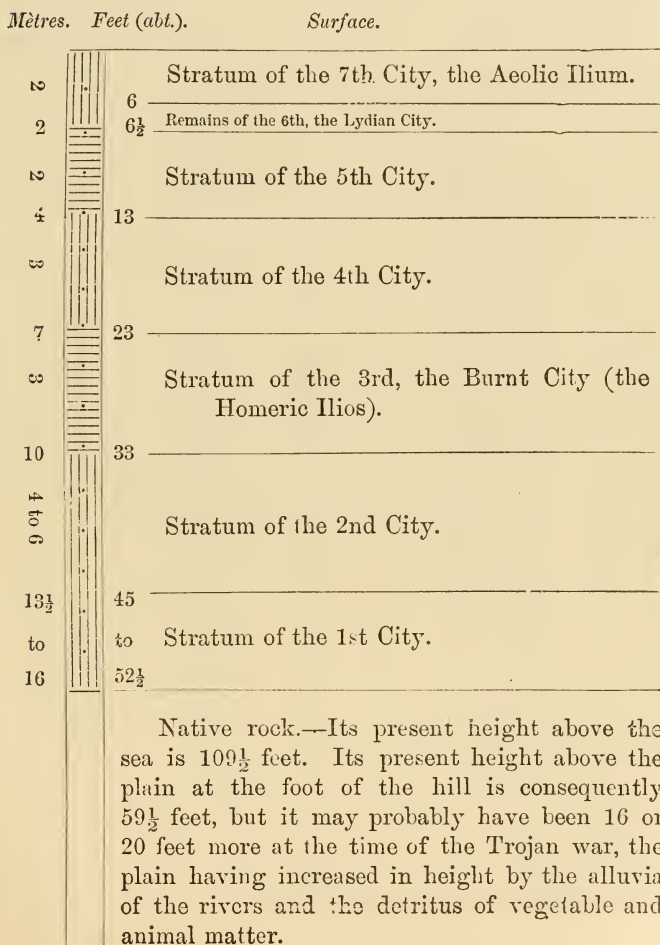 Mètres. Feet (abt.). Surface.
2 Stratum of the 7th City, the Aeolic Ilium.
6
2 6½ Remains of the 6th, the Lydian City.
2 Stratum of the 5th City.
4 13
3 Stratum of the 4th City.
7 23
3 Stratum of the 3rd, the Burnt City (the
Homeric Ilios).
10 33
4 to 6 Stratum of the 2nd City.
13½ 45
to to Stratum of the 1st City.
16 52½
Native rock.—Its present height above the
sea is 109½ feet. Its present height above the
plain at the foot of the hill is consequently
59½ feet, but it may probably have been 16 or
20 feet more at the time of the Trojan war, the
plain having increased in height by the alluvia
of the rivers and the detritus of vegetable and
animal matter.